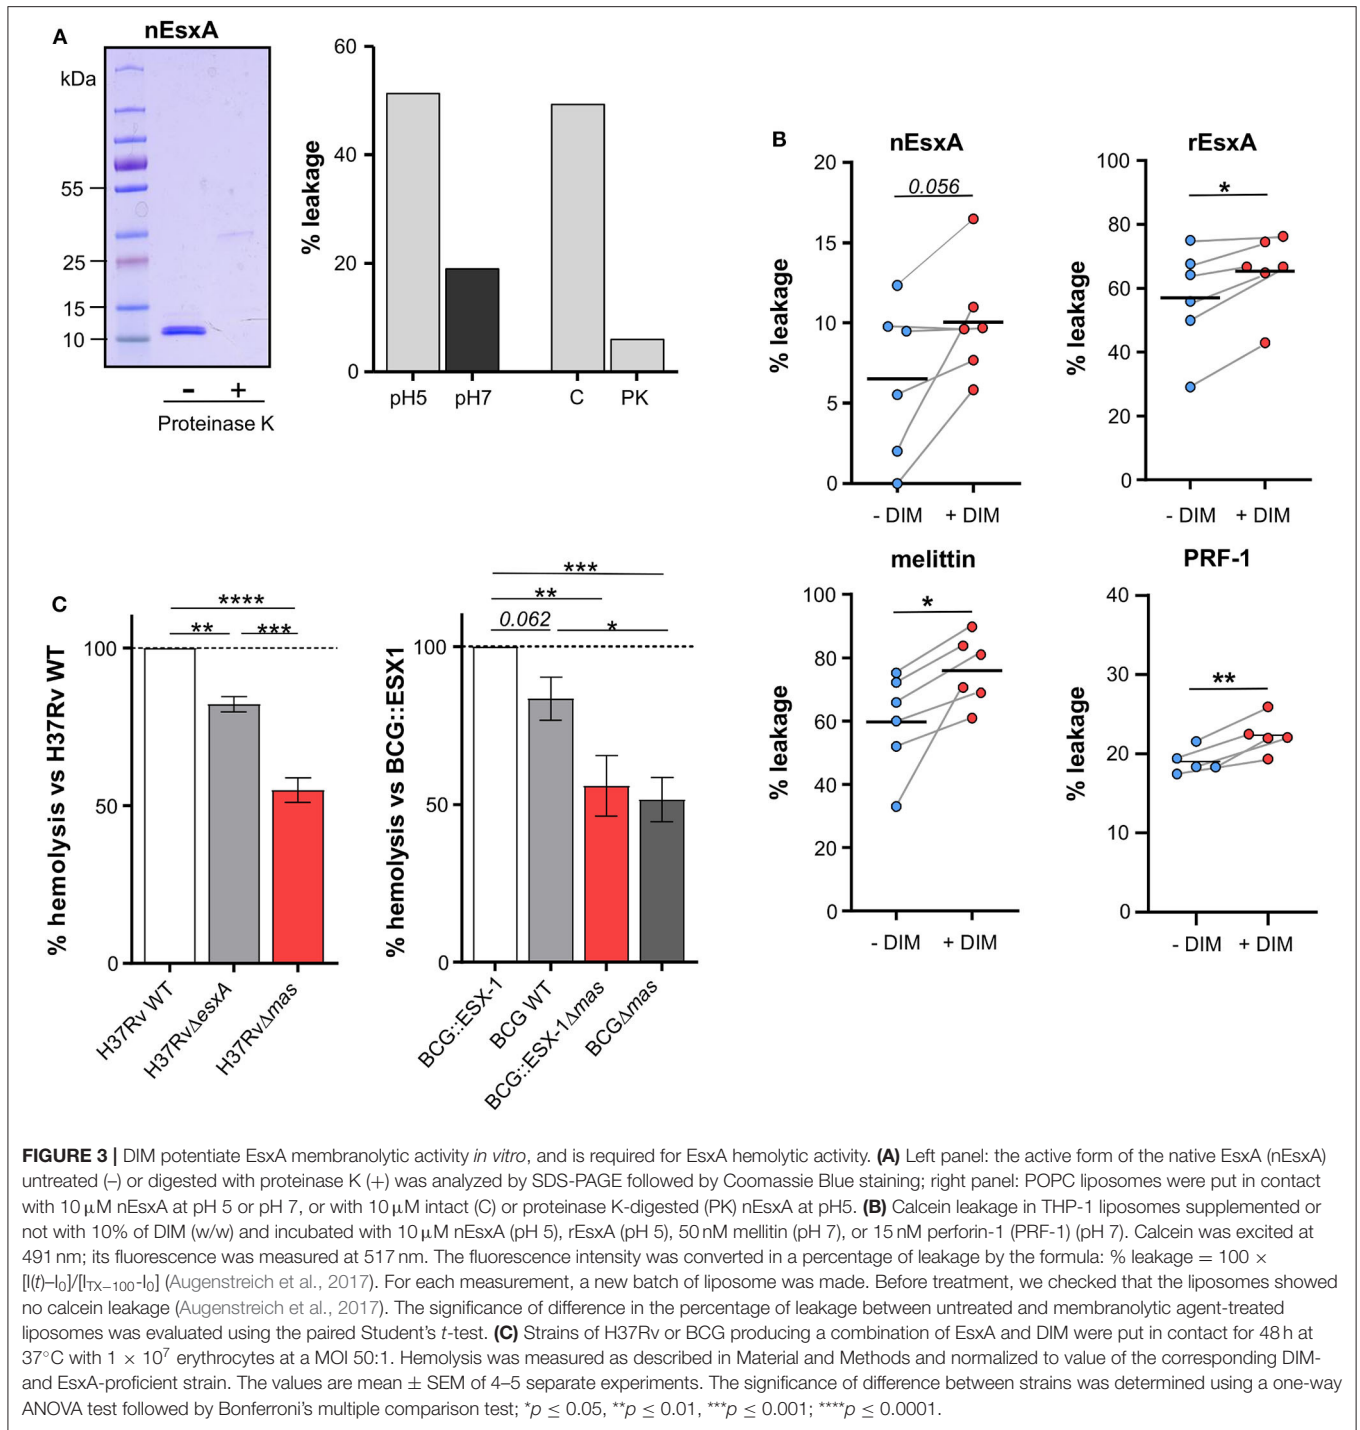 A
nEsxA
kDa
55
25
15
10
- +
Proteinase K
60
40
20
0
% leakage
pH5 pH7 C PK
B
nEsxA
20
15
10
5
0
% leakage
0.056
- DIM + DIM
rEsxA
100
80
60
40
20
0
% leakage
*
- DIM + DIM
melittin
100
80
60
40
20
0
% leakage
*
- DIM + DIM
PRF-1
40
30
20
10
0
% leakage
**
- DIM + DIM
C
% hemolysis vs H37Rv WT
100
50
0
****
** ***
H37Rv WT
H37RvΔesxA
H37RvΔmas
% hemolysis vs BCG::ESX1
100
50
0
***
**
0.062 *
BCG::ESX-1
BCG WT
BCG::ESX-1Δmas
BCGΔmas
FIGURE 3 | DIM potentiate EsxA membranolytic activity in vitro, and is required for EsxA hemolytic activity. (A) Left panel: the active form of the native EsxA (nEsxA)
untreated (–) or digested with proteinase K (+) was analyzed by SDS-PAGE followed by Coomassie Blue staining; right panel: POPC liposomes were put in contact
with 10 μM nEsxA at pH 5 or pH 7, or with 10 μM intact (C) or proteinase K-digested (PK) nEsxA at pH5. (B) Calcein leakage in THP-1 liposomes supplemented or
not with 10% of DIM (w/w) and incubated with 10 μM nEsxA (pH 5), rEsxA (pH 5), 50 nM mellitin (pH 7), or 15 nM perforin-1 (PRF-1) (pH 7). Calcein was excited at
491 nm; its fluorescence was measured at 517 nm. The fluorescence intensity was converted in a percentage of leakage by the formula: % leakage = 100 ×
[I(t)–I0]/[ITX−100-I0] (Augenstreich et al., 2017). For each measurement, a new batch of liposome was made. Before treatment, we checked that the liposomes showed
no calcein leakage (Augenstreich et al., 2017). The significance of difference in the percentage of leakage between untreated and membranolytic agent-treated
liposomes was evaluated using the paired Student's t-test. (C) Strains of H37Rv or BCG producing a combination of EsxA and DIM were put in contact for 48 h at
37°C with 1 × 10⁷ erythrocytes at a MOI 50:1. Hemolysis was measured as described in Material and Methods and normalized to value of the corresponding DIM-
and EsxA-proficient strain. The values are mean ± SEM of 4–5 separate experiments. The significance of difference between strains was determined using a one-way
ANOVA test followed by Bonferroni's multiple comparison test; *p ≤ 0.05, **p ≤ 0.01, ***p ≤ 0.001; ****p ≤ 0.0001.